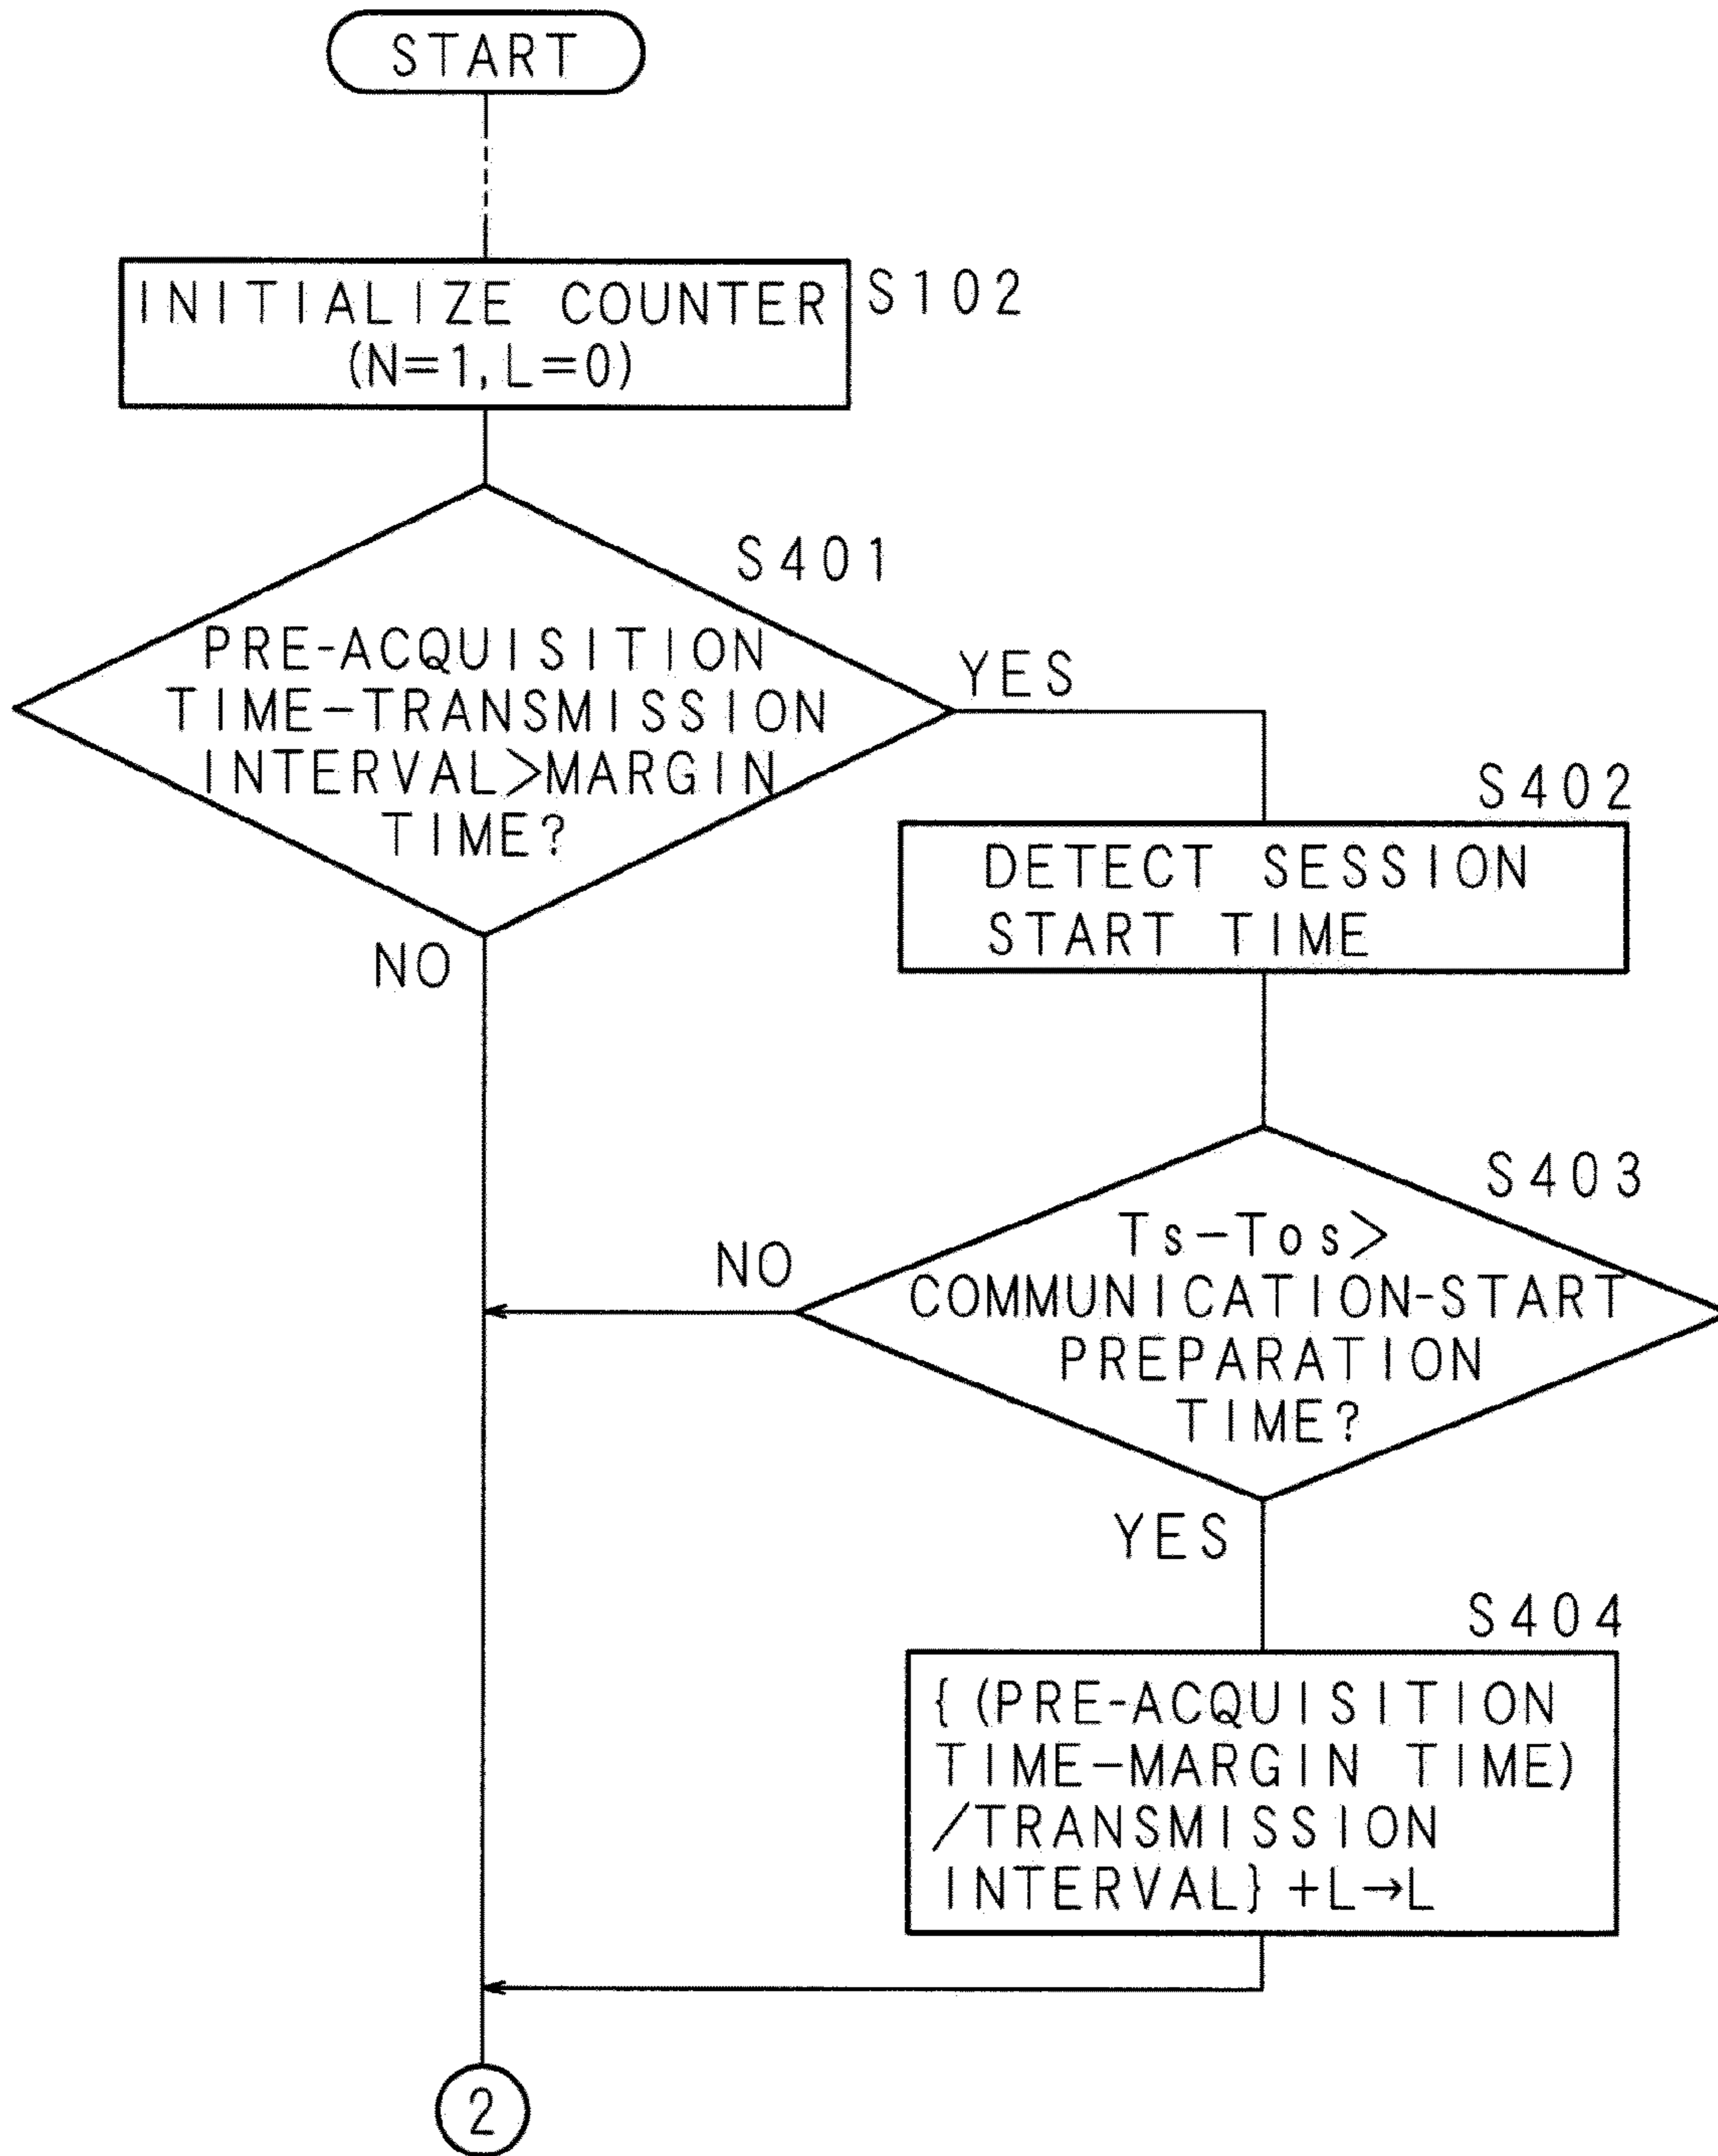 START
INITIALIZE COUNTER
(N=1, L=0)
S102
S401
PRE-ACQUISITION
TIME-TRANSMISSION
INTERVAL>MARGIN
TIME?
YES
NO
S402
DETECT SESSION
START TIME
S403
Ts-Tos>
COMMUNICATION-START
PREPARATION
TIME?
NO
YES
S404
{(PRE-ACQUISITION
TIME-MARGIN TIME)
/TRANSMISSION
INTERVAL}+L→L
2